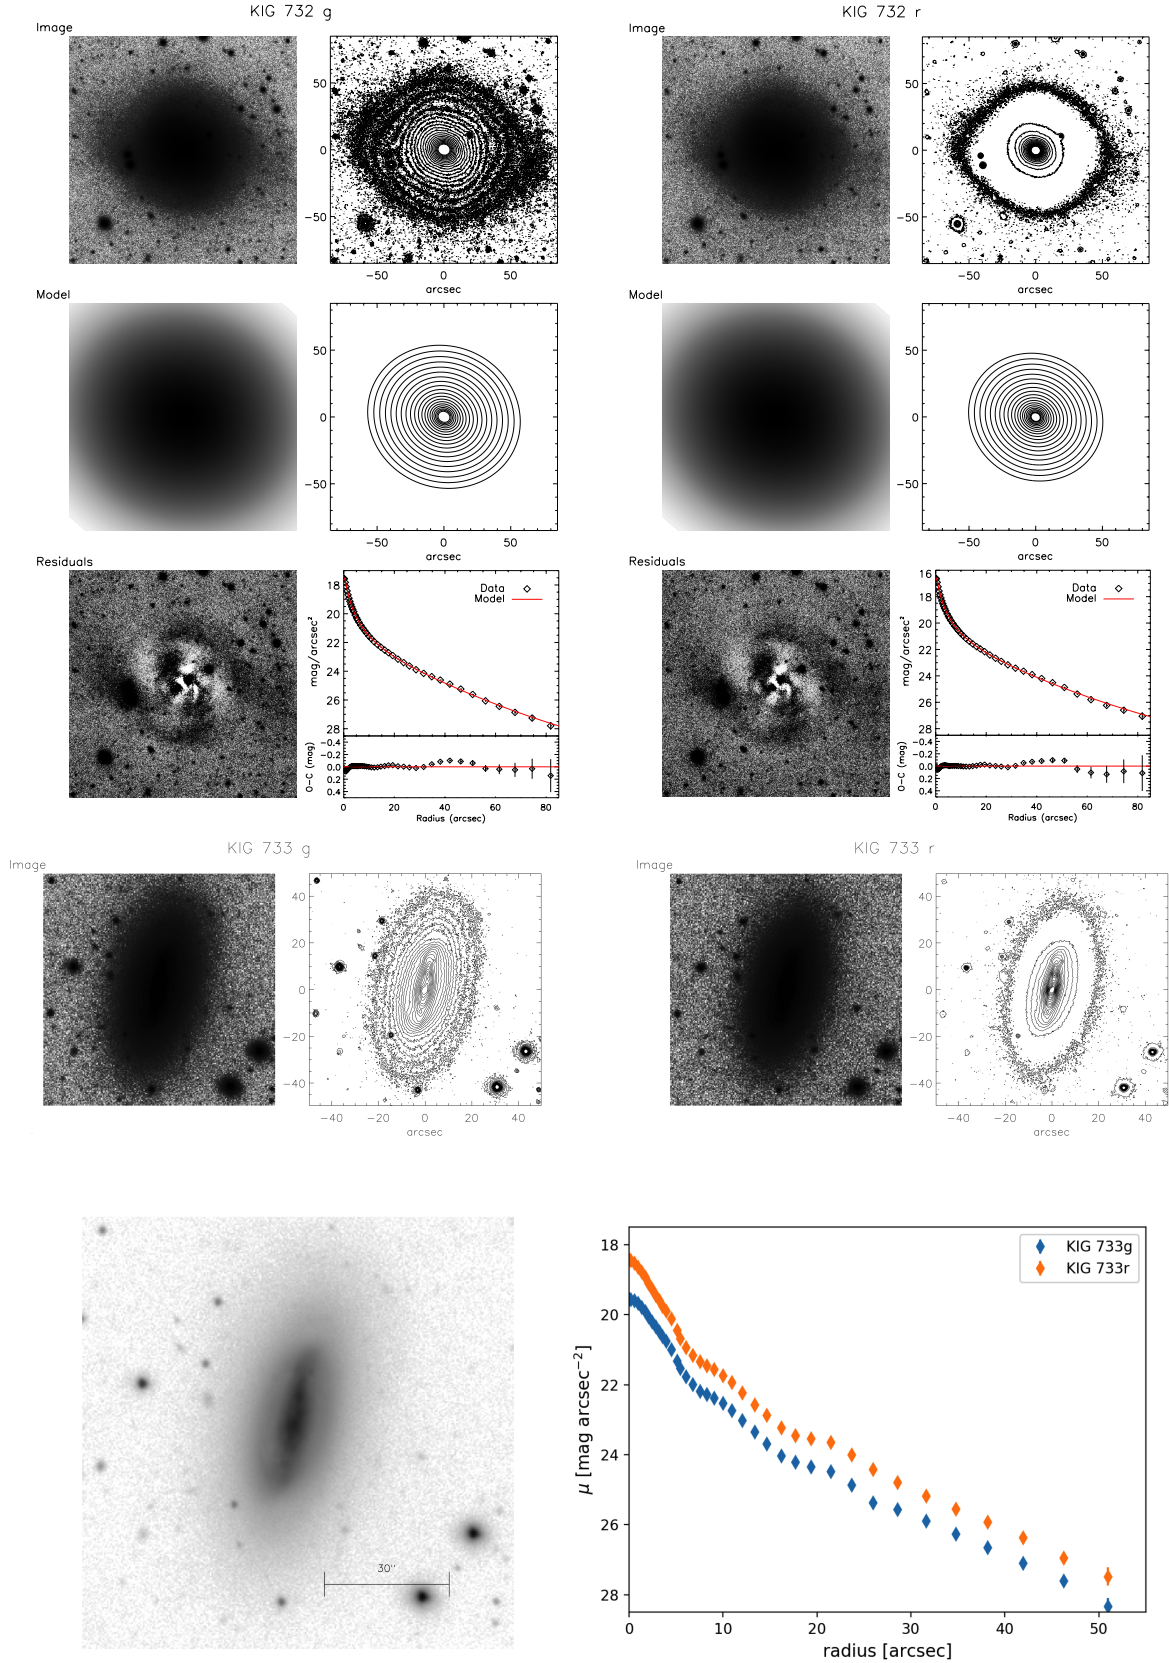 KIG 732 g
KIG 732 r
Image
Image
50
0
−50
−50
0
50
arcsec
50
0
−50
−50
0
50
arcsec
Model
Model
50
0
−50
−50
0
50
arcsec
50
0
−50
−50
0
50
arcsec
Residuals
Residuals
18
20
22
24
26
28
mag/arcsec²
Data
Model
−0.4
−0.2
0.0
0.2
0.4
O−C (mag)
0
20
40
60
80
Radius (arcsec)
16
18
20
22
24
26
28
mag/arcsec²
Data
Model
−0.4
−0.2
0.0
0.2
0.4
O−C (mag)
0
20
40
60
80
Radius (arcsec)
KIG 733 g
KIG 733 r
Image
Image
40
20
0
−20
−40
−40
−20
0
20
40
arcsec
40
20
0
−20
−40
−40
−20
0
20
40
arcsec
30''
18
20
22
24
26
28
μ [mag arcsec⁻²]
KIG 733g
KIG 733r
0
10
20
30
40
50
radius [arcsec]